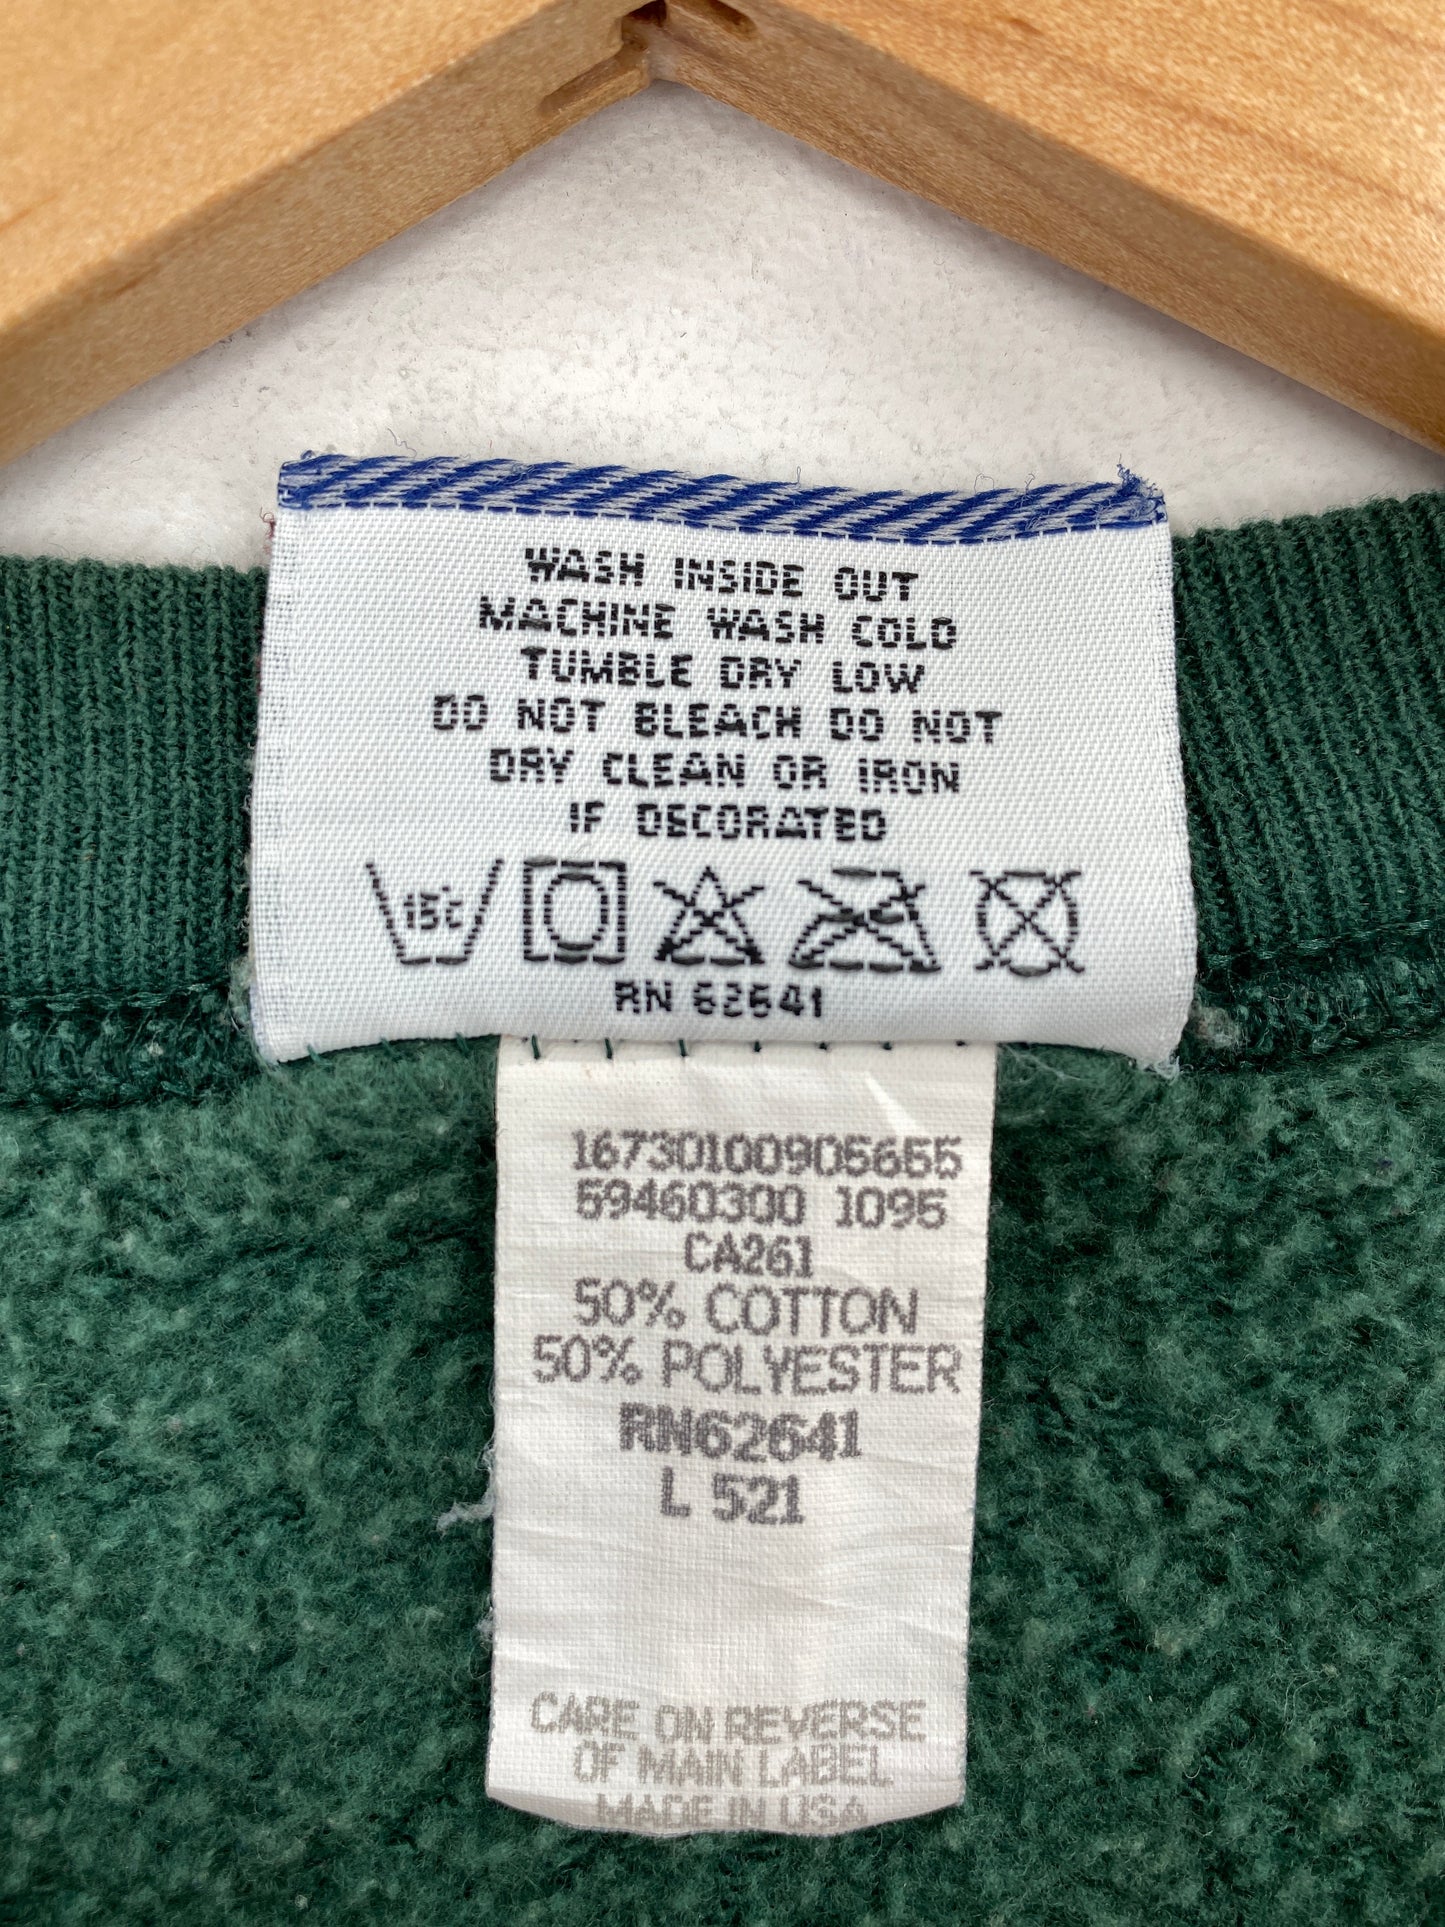 WASH INSIDE OUT
MACHINE WASH COLD
TUMBLE DRY LOW
DO NOT BLEACH DO NOT
DRY CLEAN OR IRON
IF DECORATED
15c
RN 62641
16730100905655
59460300 1095
CA261
50% COTTON
50% POLYESTER
RN62641
L 521
CARE ON REVERSE
OF MAIN LABEL
MADE IN USA